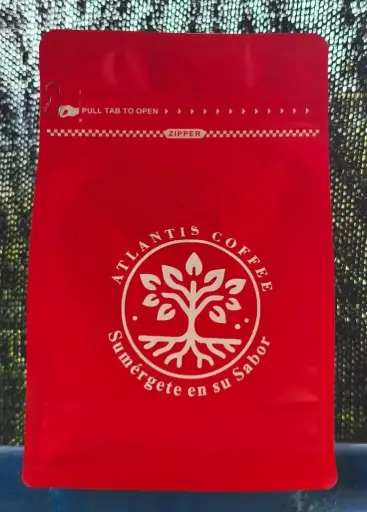 PULL TAB TO OPEN
ZIPPER
ATLANTIS COFFEE
Sumérgete en su Sabor